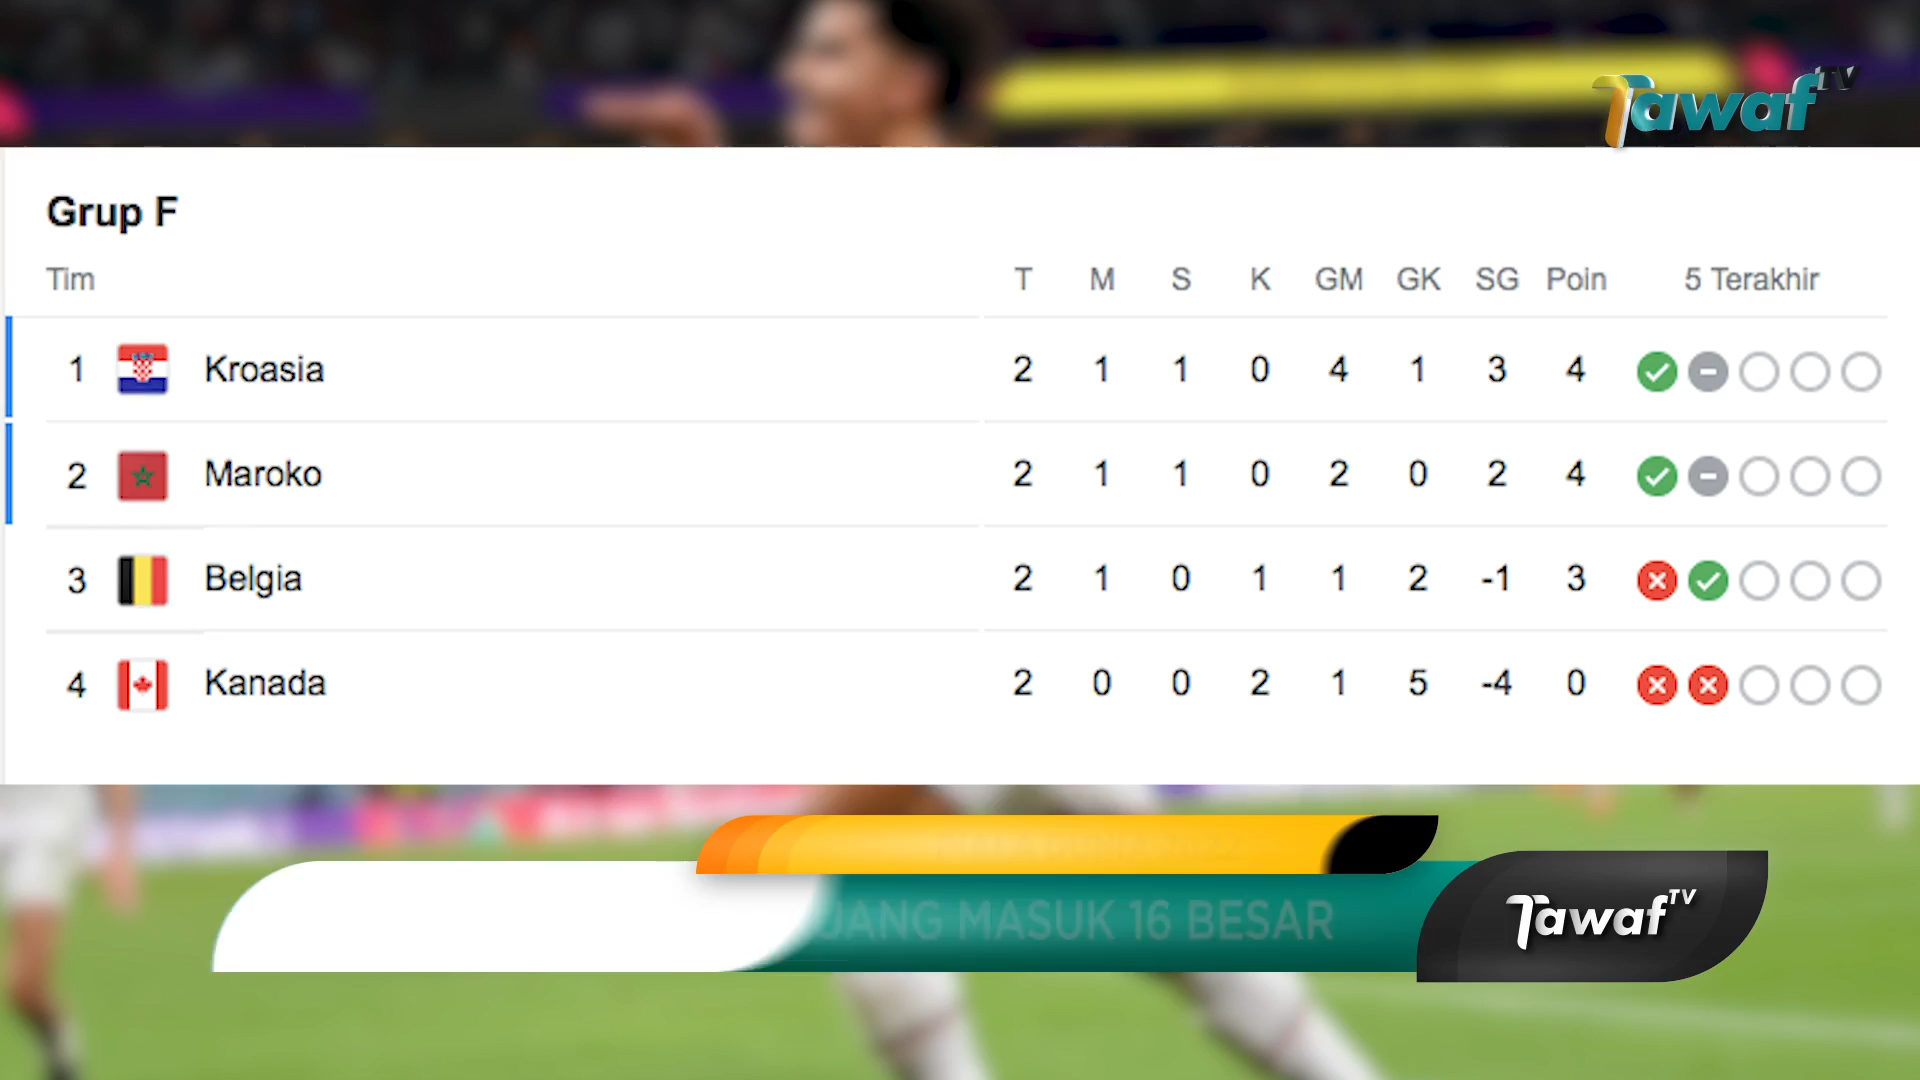 Tawaf TV
Grup F
Tim T M S K GM GK SG Poin 5 Terakhir
1 Kroasia 2 1 1 0 4 1 3 4
2 Maroko 2 1 1 0 2 0 2 4
3 Belgia 2 1 0 1 1 2 -1 3
4 Kanada 2 0 0 2 1 5 -4 0
MASUK 16 BESAR
Tawaf TV